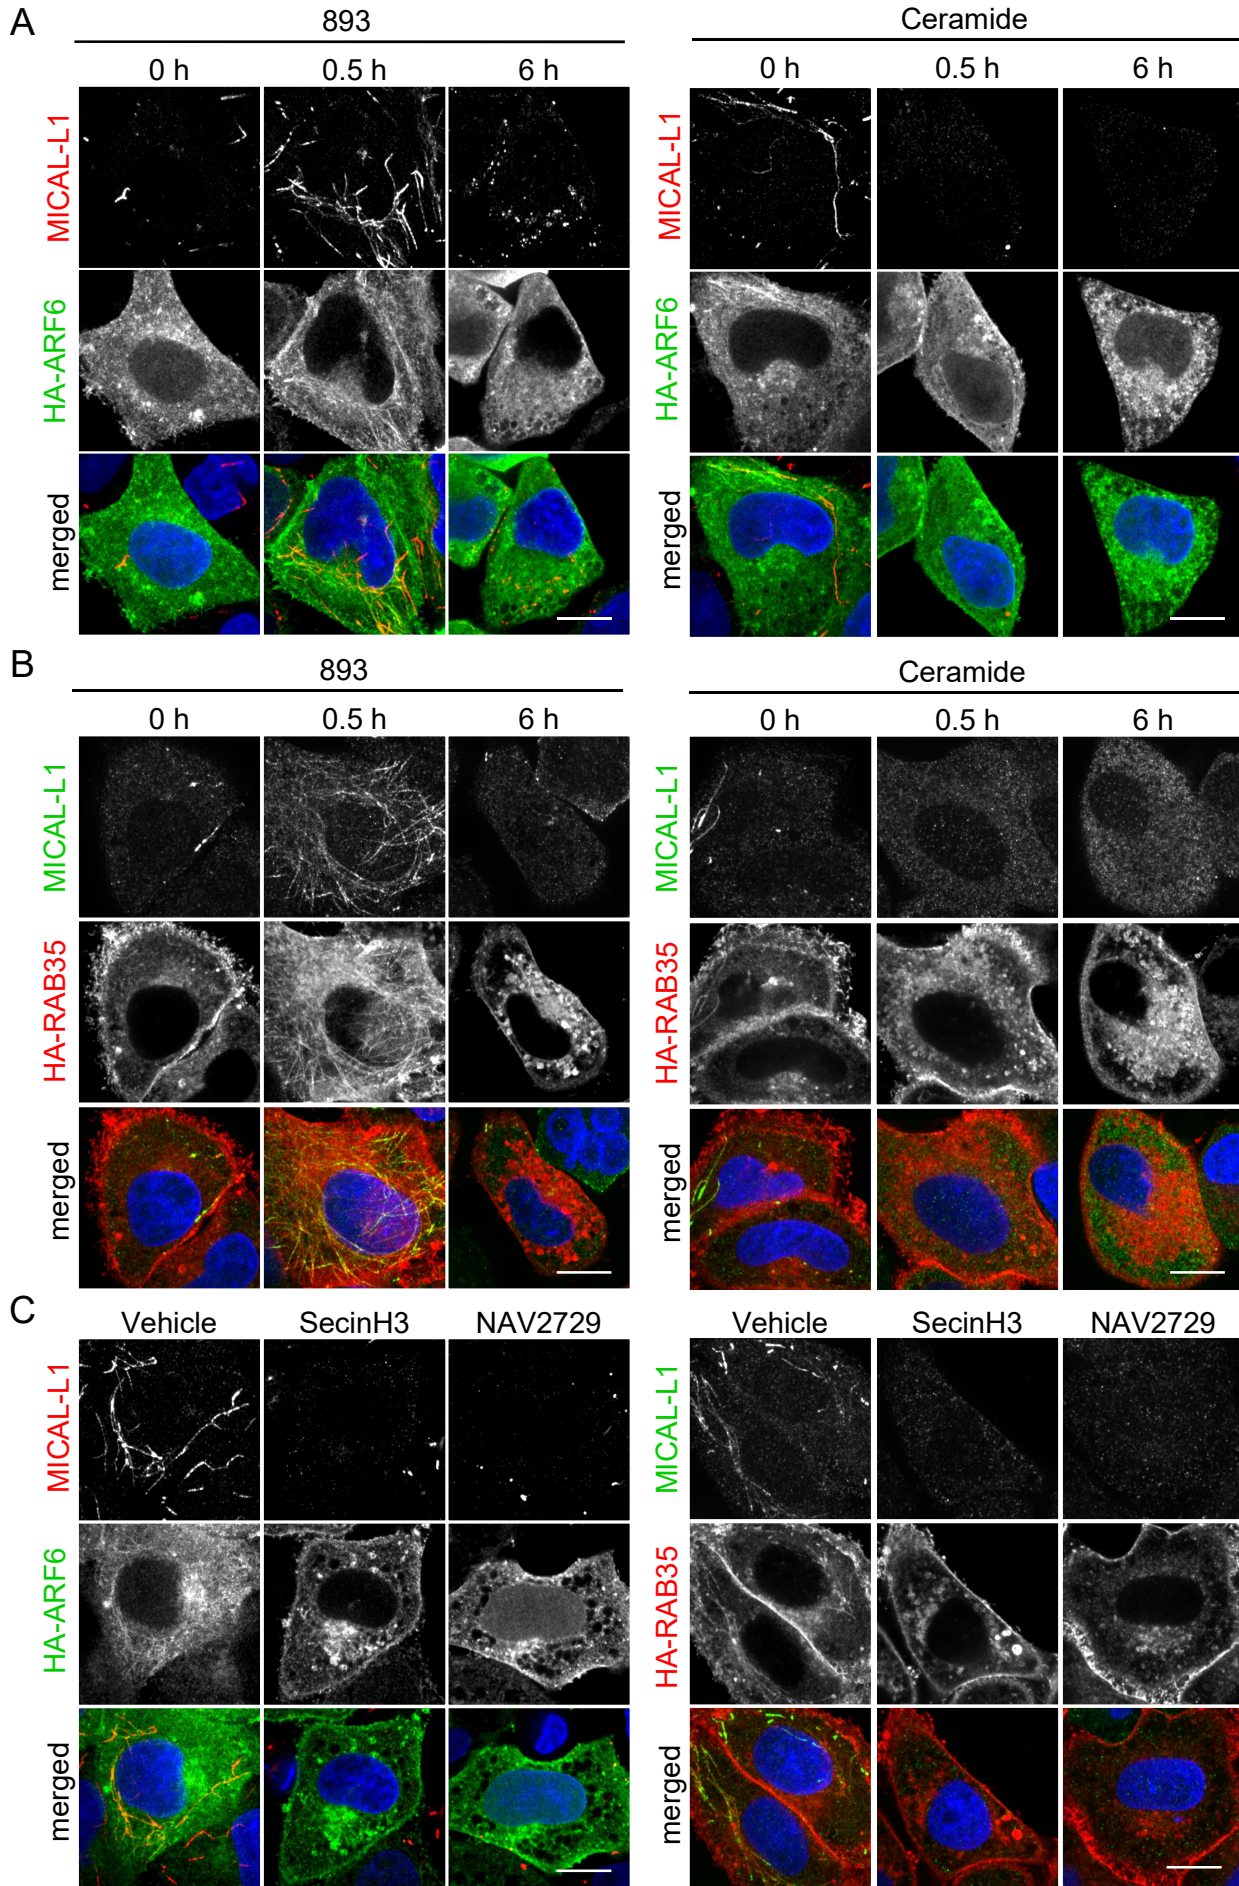 A
893
Ceramide
0 h 0.5 h 6 h
0 h 0.5 h 6 h
MICAL-L1
HA-ARF6
merged
MICAL-L1
HA-ARF6
merged
B
893
Ceramide
0 h 0.5 h 6 h
0 h 0.5 h 6 h
MICAL-L1
HA-RAB35
merged
MICAL-L1
HA-RAB35
merged
C
Vehicle SecinH3 NAV2729
Vehicle SecinH3 NAV2729
MICAL-L1
HA-ARF6
merged
MICAL-L1
HA-RAB35
merged